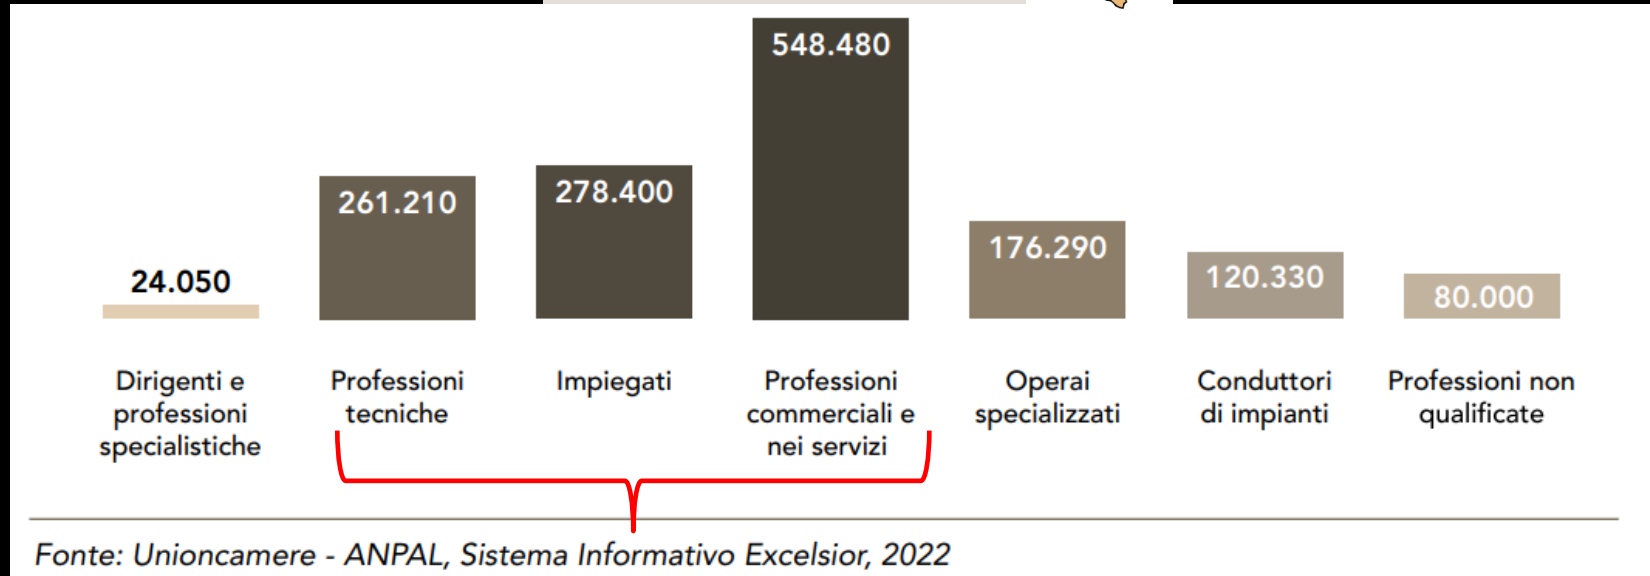 548.480
278.400
261.210
176.290
120.330
24.050
80.000
Dirigenti e
professioni
specialistiche
Professioni
tecniche
Impiegati
Professioni
commerciali e
nei servizi
Operai
specializzati
Conduttori
di impianti
Professioni non
qualificate
Fonte: Unioncamere - ANPAL, Sistema Informativo Excelsior, 2022